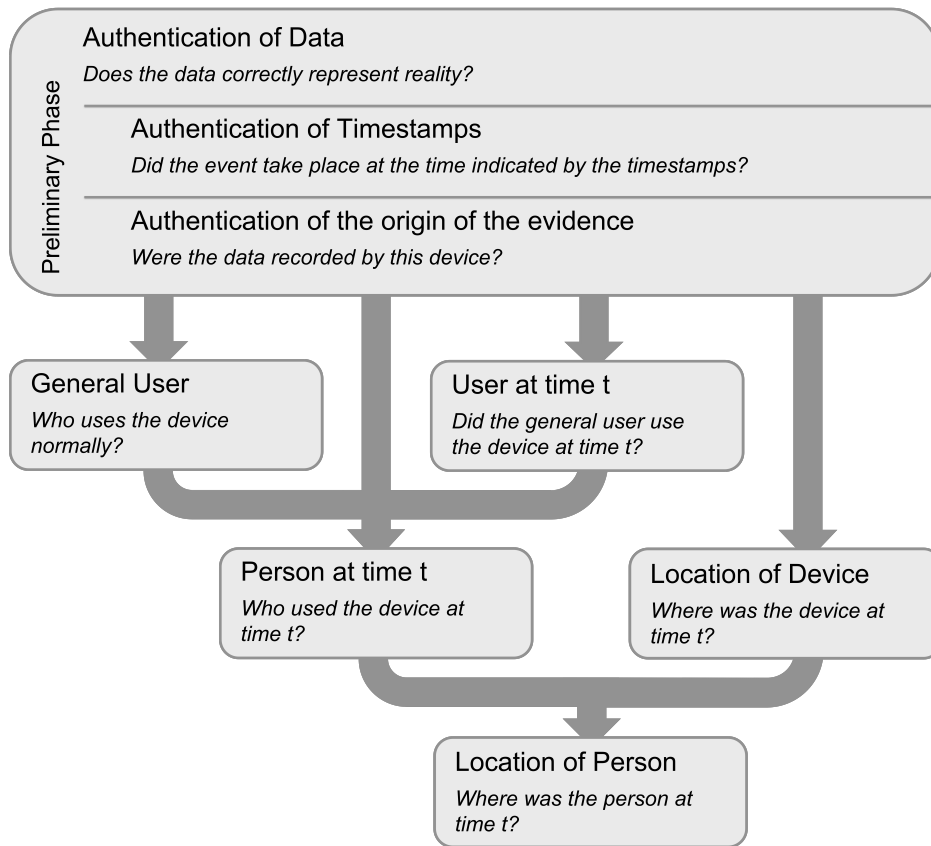 Preliminary Phase
Authentication of Data
Does the data correctly represent reality?
Authentication of Timestamps
Did the event take place at the time indicated by the timestamps?
Authentication of the origin of the evidence
Were the data recorded by this device?
General User
Who uses the device
normally?
User at time t
Did the general user use
the device at time t?
Person at time t
Who used the device at
time t?
Location of Device
Where was the device at
time t?
Location of Person
Where was the person at
time t?